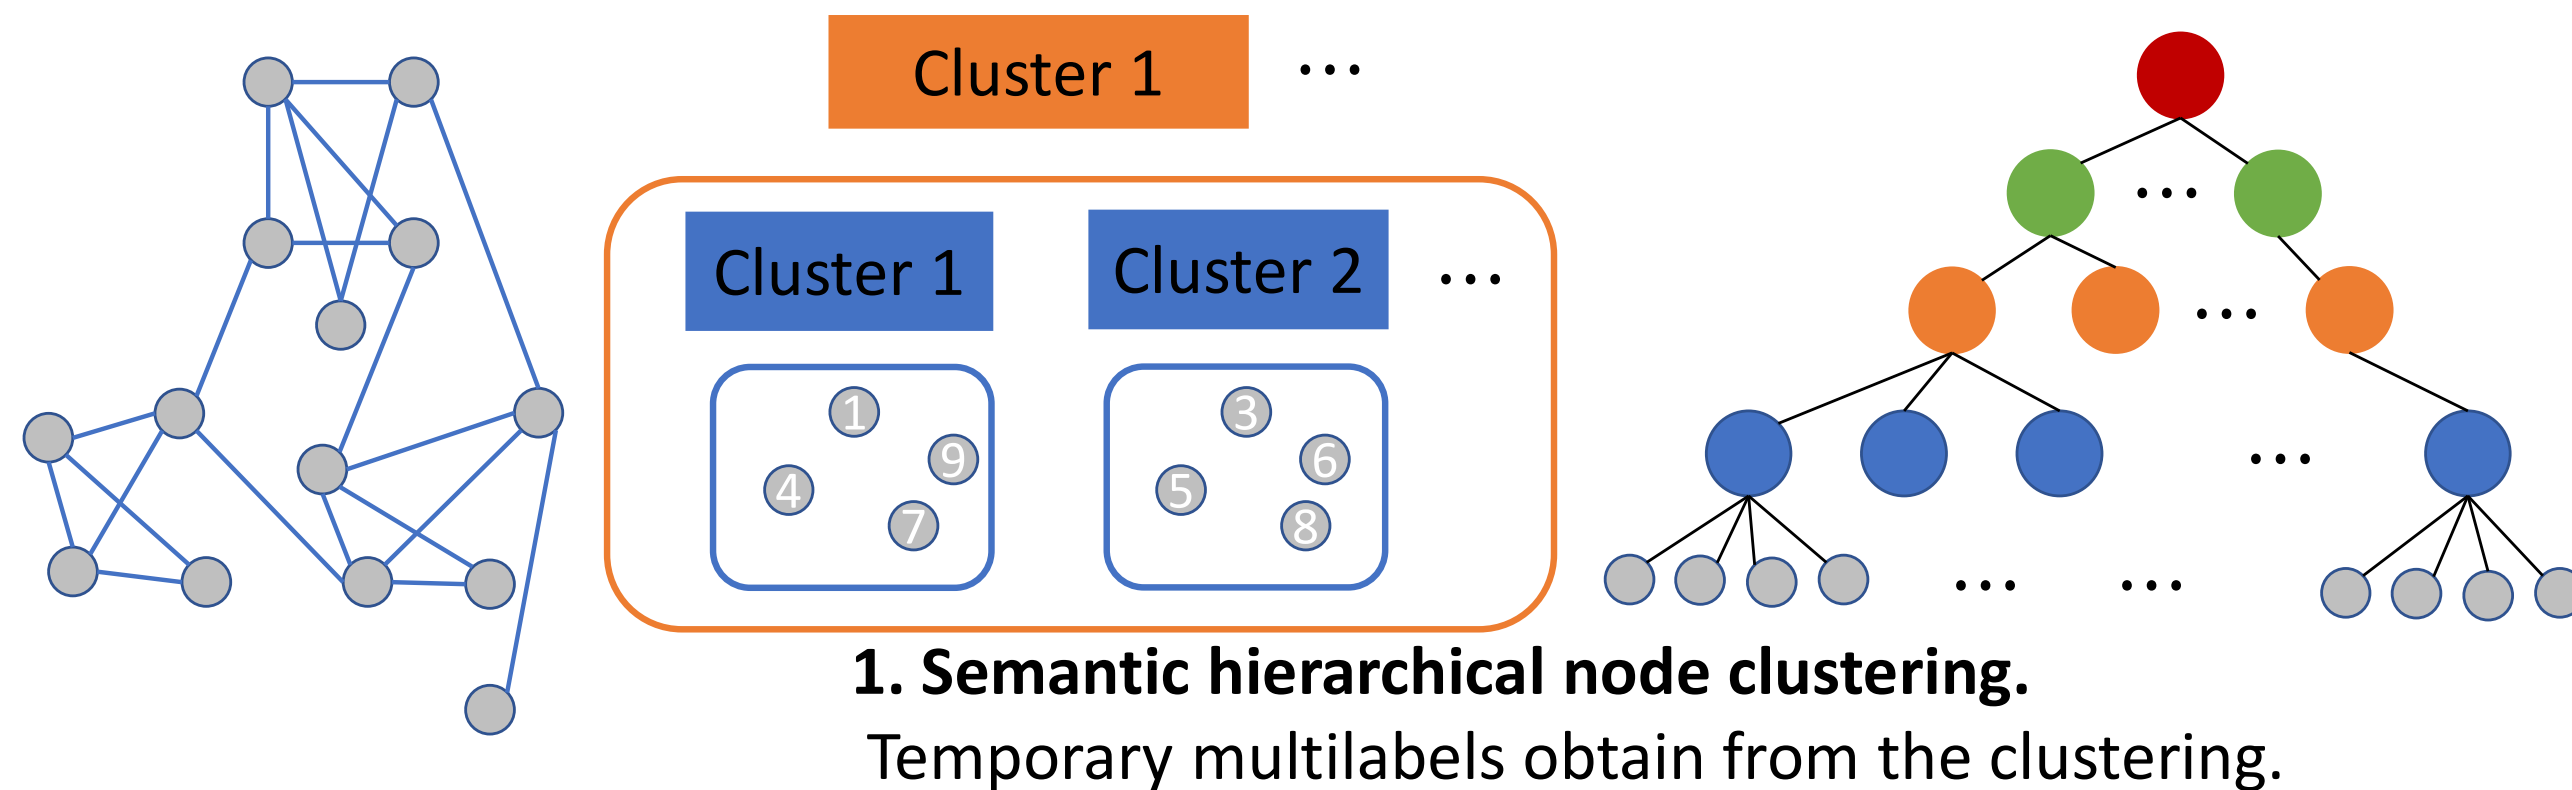 Cluster 1 ...
Cluster 1 Cluster 2 ...
1 3
9 6
4 5
7 8
1. Semantic hierarchical node clustering.
Temporary multilabels obtain from the clustering.